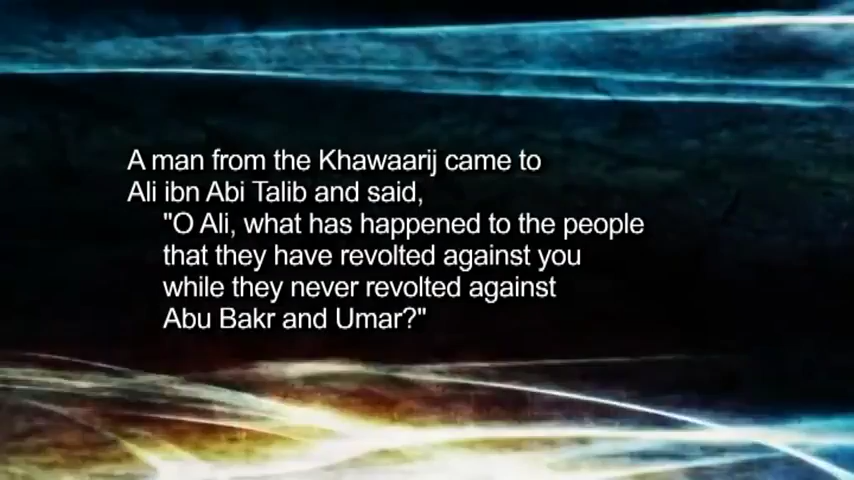 A man from the Khawaarij came to
Ali ibn Abi Talib and said,
"O Ali, what has happened to the people
that they have revolted against you
while they never revolted against
Abu Bakr and Umar?"